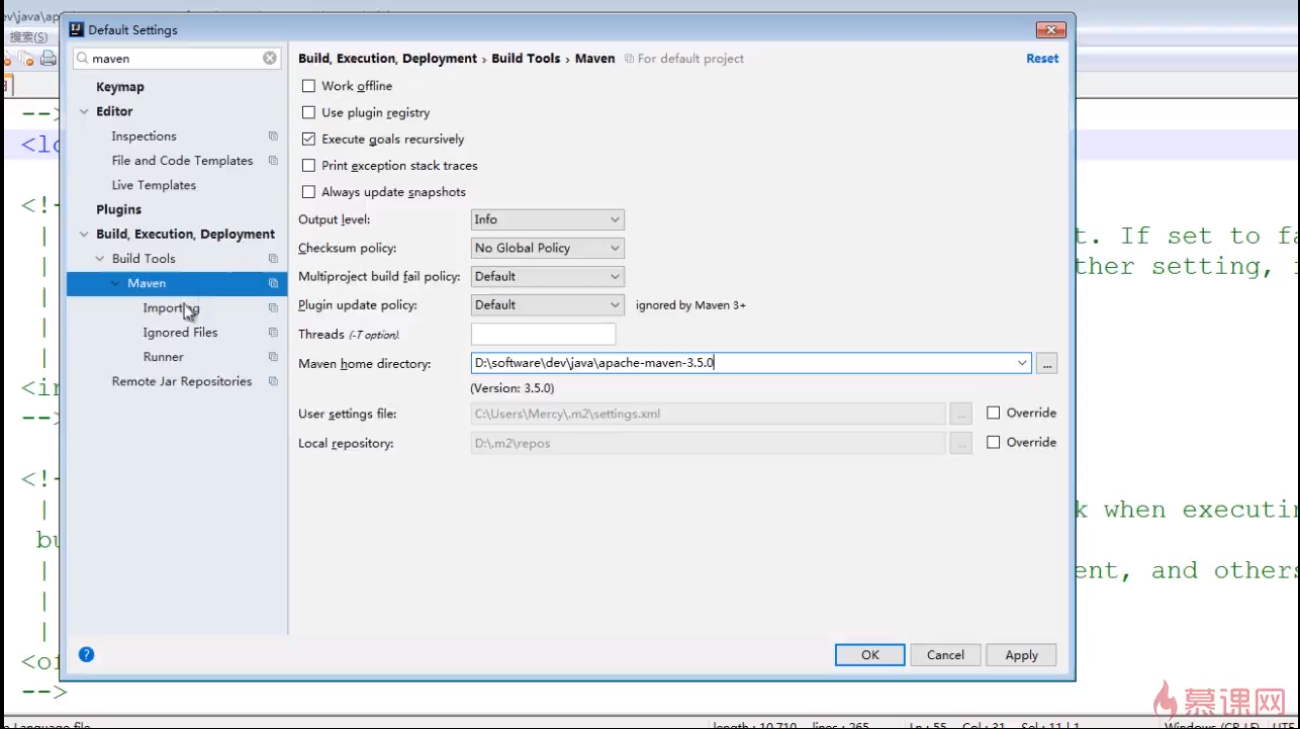 ev\java\ap
Default Settings
搜索(S)
maven
Build, Execution, Deployment › Build Tools › Maven For default project Reset
Keymap
Editor
Inspections
File and Code Templates
Live Templates
Plugins
Build, Execution, Deployment
Build Tools
Maven
Importing
Ignored Files
Runner
Remote Jar Repositories
Work offline
Use plugin registry
Execute goals recursively
Print exception stack traces
Always update snapshots
Output level: Info
Checksum policy: No Global Policy
Multiproject build fail policy: Default
Plugin update policy: Default ignored by Maven 3+
Threads (-T option).
Maven home directory: D:\software\dev\java\apache-maven-3.5.0 ...
(Version: 3.5.0)
User settings file: C:\Users\Mercy\.m2\settings.xml ... Override
Local repository: D:\.m2\repos ... Override
? OK Cancel Apply
-->
<lo
<!-
| t. If set to fa
| ther setting,
|
|
|
<in
-->
<!-
| k when executin
bu
| ent, and others
|
|
<of
-->
慕课网
Language file length : 10,710 lines : 265 Ln : 55 Col : 31 Sel : 11 | 1 Windows (CR LF) UTF